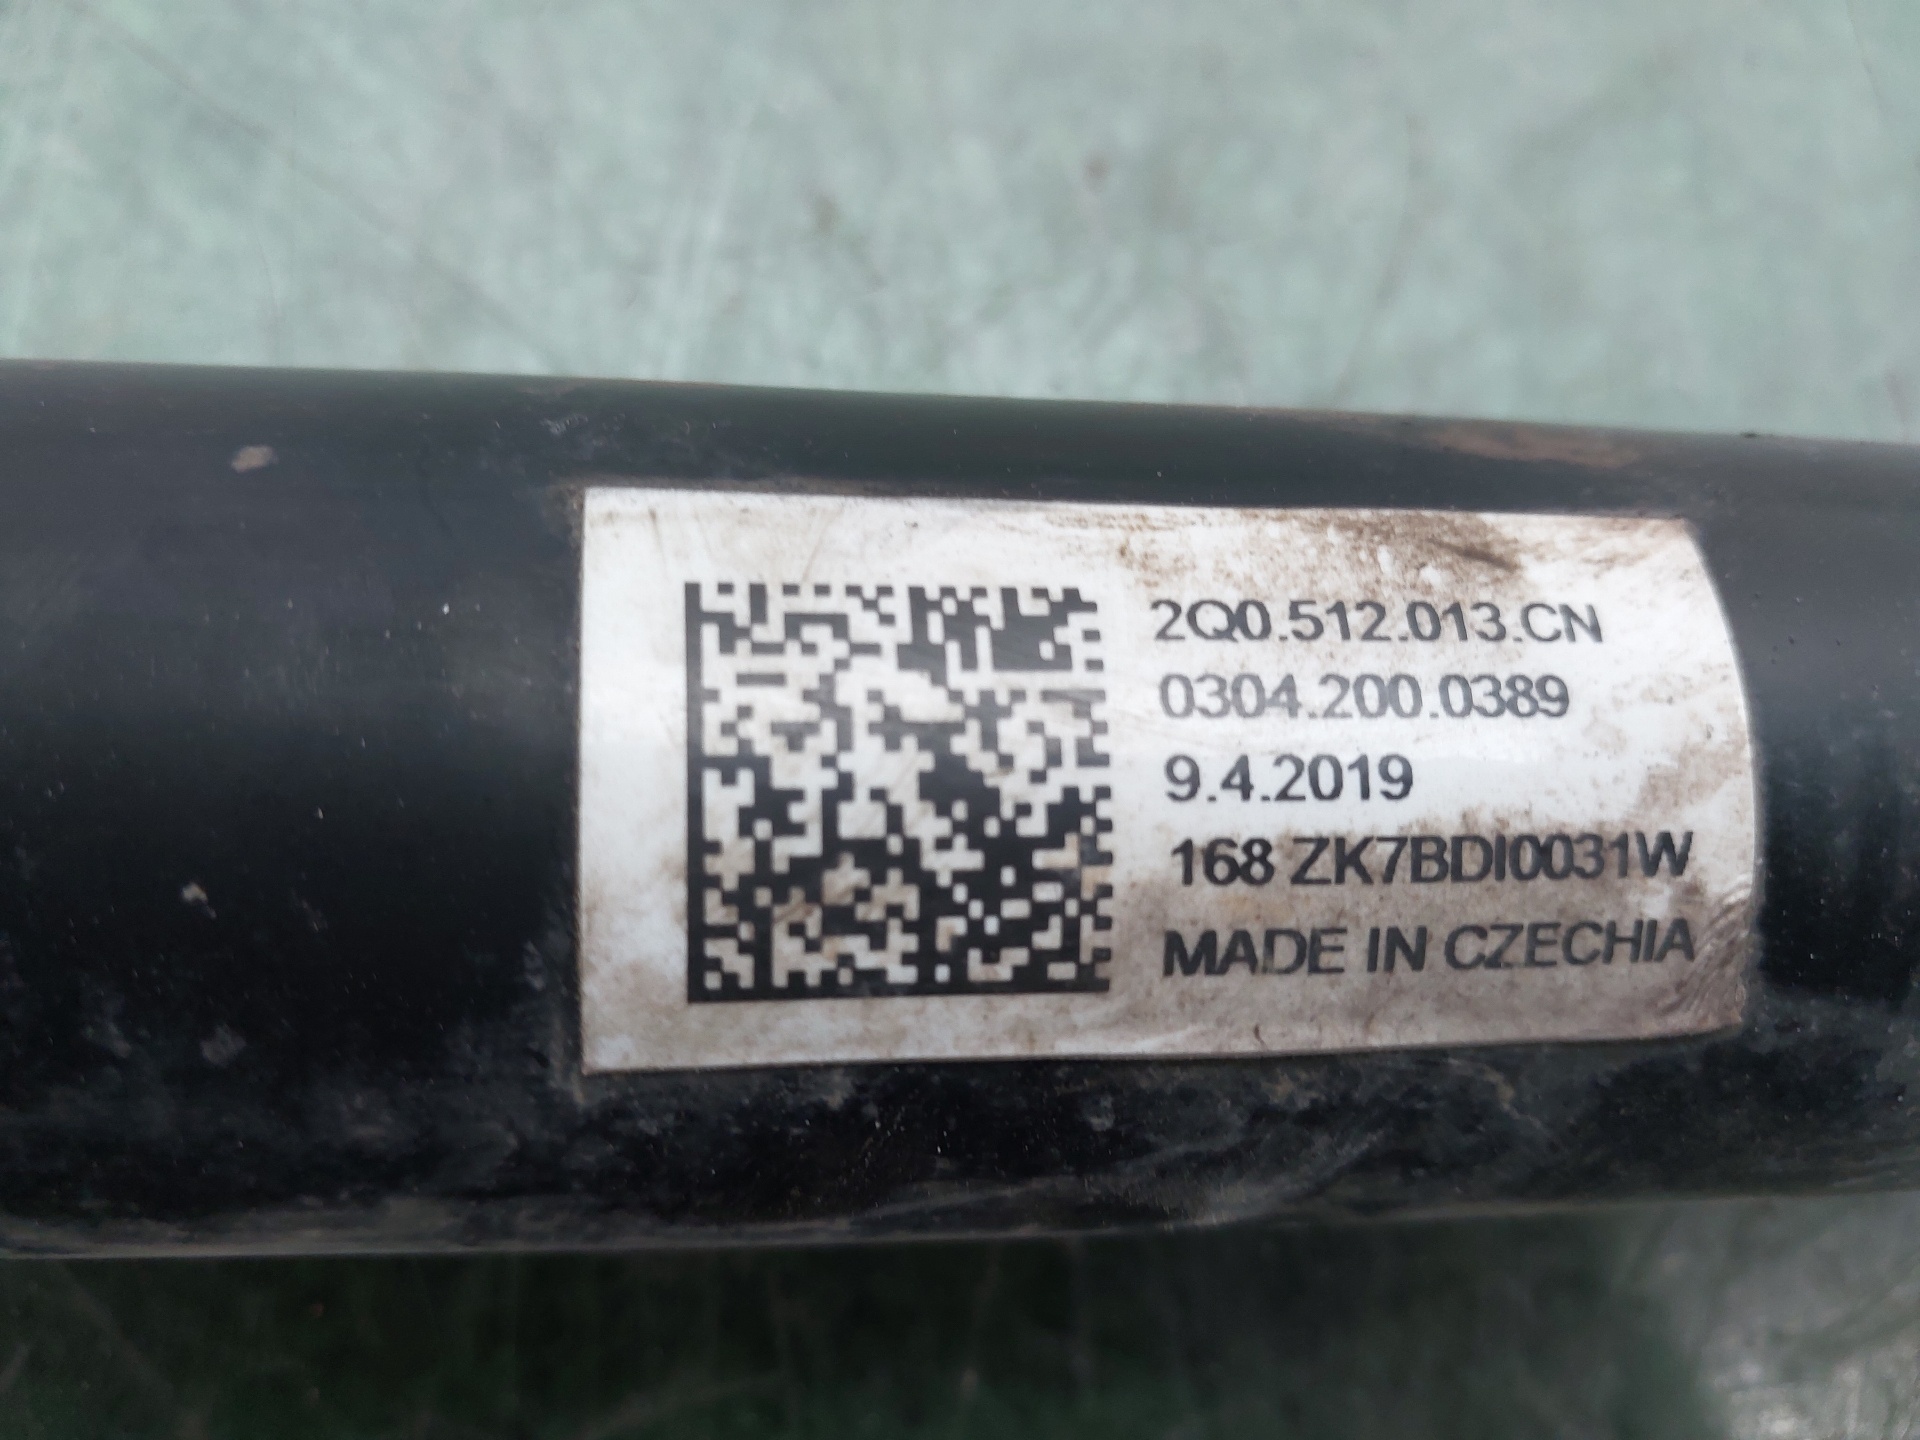 2Q0.512.013.CN
0304.200.0389
9.4.2019
168 ZK7BDI0031W
MADE IN CZECHIA